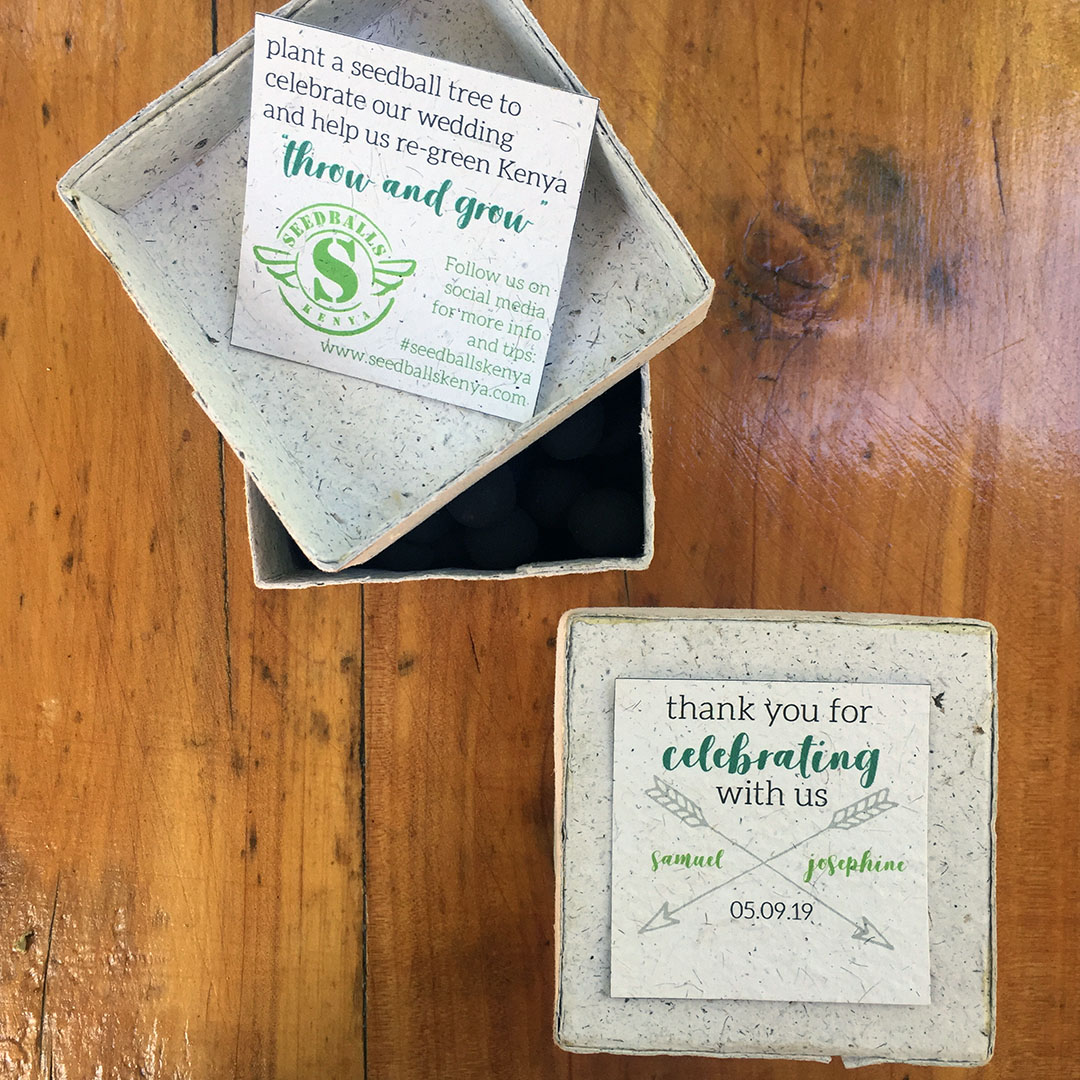 plant a seedball tree to
celebrate our wedding
and help us re-green Kenya
"throw and grow"
SEEDBALLS
S
KENYA
Follow us on
social media
for more info
and tips:
#seedballskenya
www.seedballskenya.com
thank you for
celebrating
with us
samuel josephine
05.09.19